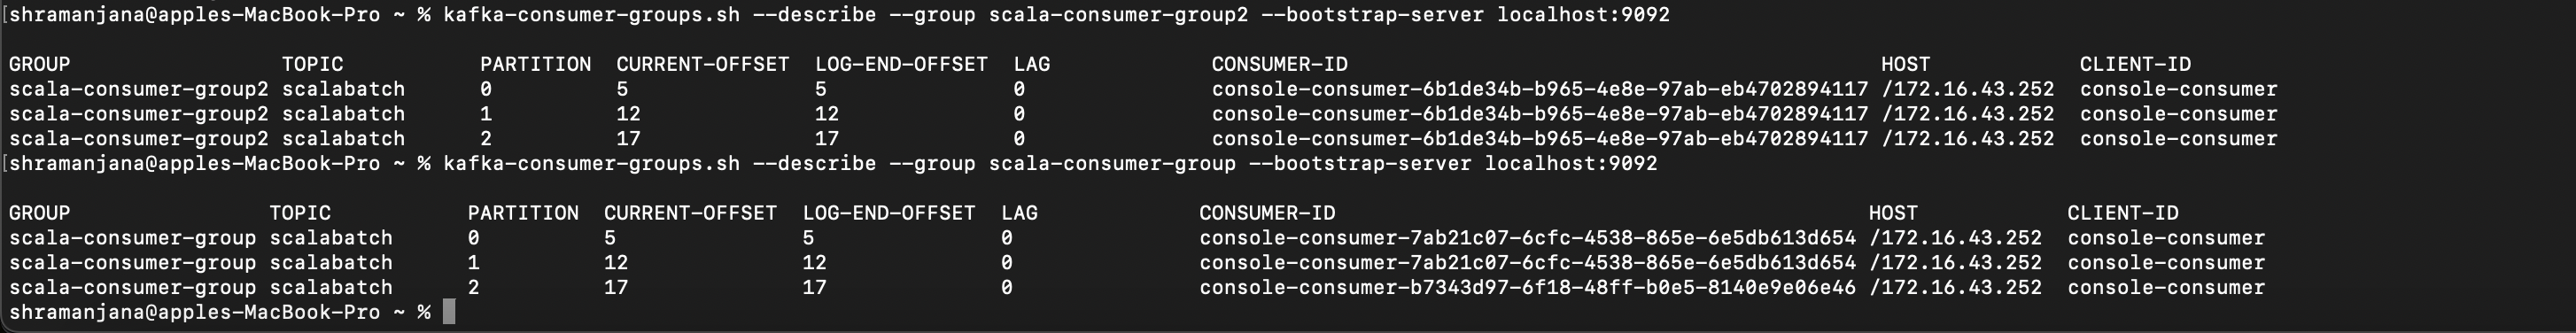 [shramanjana@apples-MacBook-Pro ~ % kafka-consumer-groups.sh --describe --group scala-consumer-group2 --bootstrap-server localhost:9092
GROUP TOPIC PARTITION CURRENT-OFFSET LOG-END-OFFSET LAG CONSUMER-ID HOST CLIENT-ID
scala-consumer-group2 scalabatch 0 5 5 0 console-consumer-6b1de34b-b965-4e8e-97ab-eb4702894117 /172.16.43.252 console-consumer
scala-consumer-group2 scalabatch 1 12 12 0 console-consumer-6b1de34b-b965-4e8e-97ab-eb4702894117 /172.16.43.252 console-consumer
scala-consumer-group2 scalabatch 2 17 17 0 console-consumer-6b1de34b-b965-4e8e-97ab-eb4702894117 /172.16.43.252 console-consumer
[shramanjana@apples-MacBook-Pro ~ % kafka-consumer-groups.sh --describe --group scala-consumer-group --bootstrap-server localhost:9092
GROUP TOPIC PARTITION CURRENT-OFFSET LOG-END-OFFSET LAG CONSUMER-ID HOST CLIENT-ID
scala-consumer-group scalabatch 0 5 5 0 console-consumer-7ab21c07-6cfc-4538-865e-6e5db613d654 /172.16.43.252 console-consumer
scala-consumer-group scalabatch 1 12 12 0 console-consumer-7ab21c07-6cfc-4538-865e-6e5db613d654 /172.16.43.252 console-consumer
scala-consumer-group scalabatch 2 17 17 0 console-consumer-b7343d97-6f18-48ff-b0e5-8140e9e06e46 /172.16.43.252 console-consumer
shramanjana@apples-MacBook-Pro ~ %